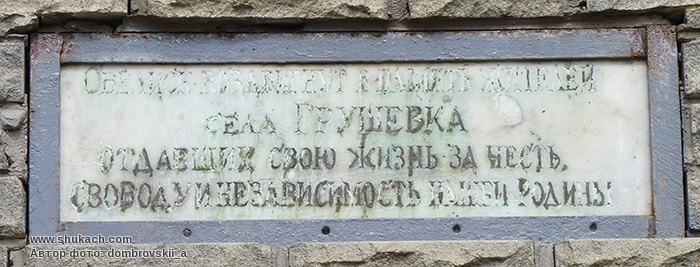 Обелиск воздвигнут в память жителей
села Грушевка
отдавших свою жизнь за честь,
свободу и независимость нашей Родины
www.shukach.com
Автор фото: dombrovskii_a